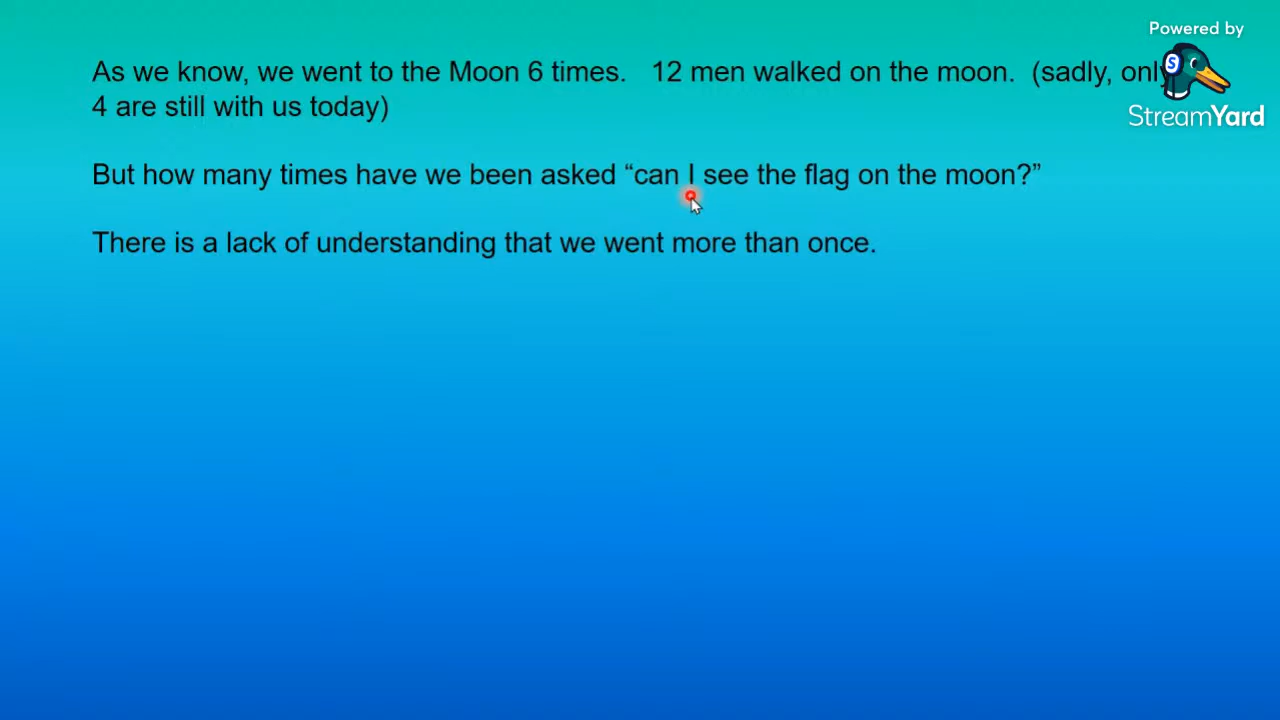 Powered by
StreamYard
As we know, we went to the Moon 6 times.   12 men walked on the moon.  (sadly, only
4 are still with us today)
But how many times have we been asked “can I see the flag on the moon?”
There is a lack of understanding that we went more than once.